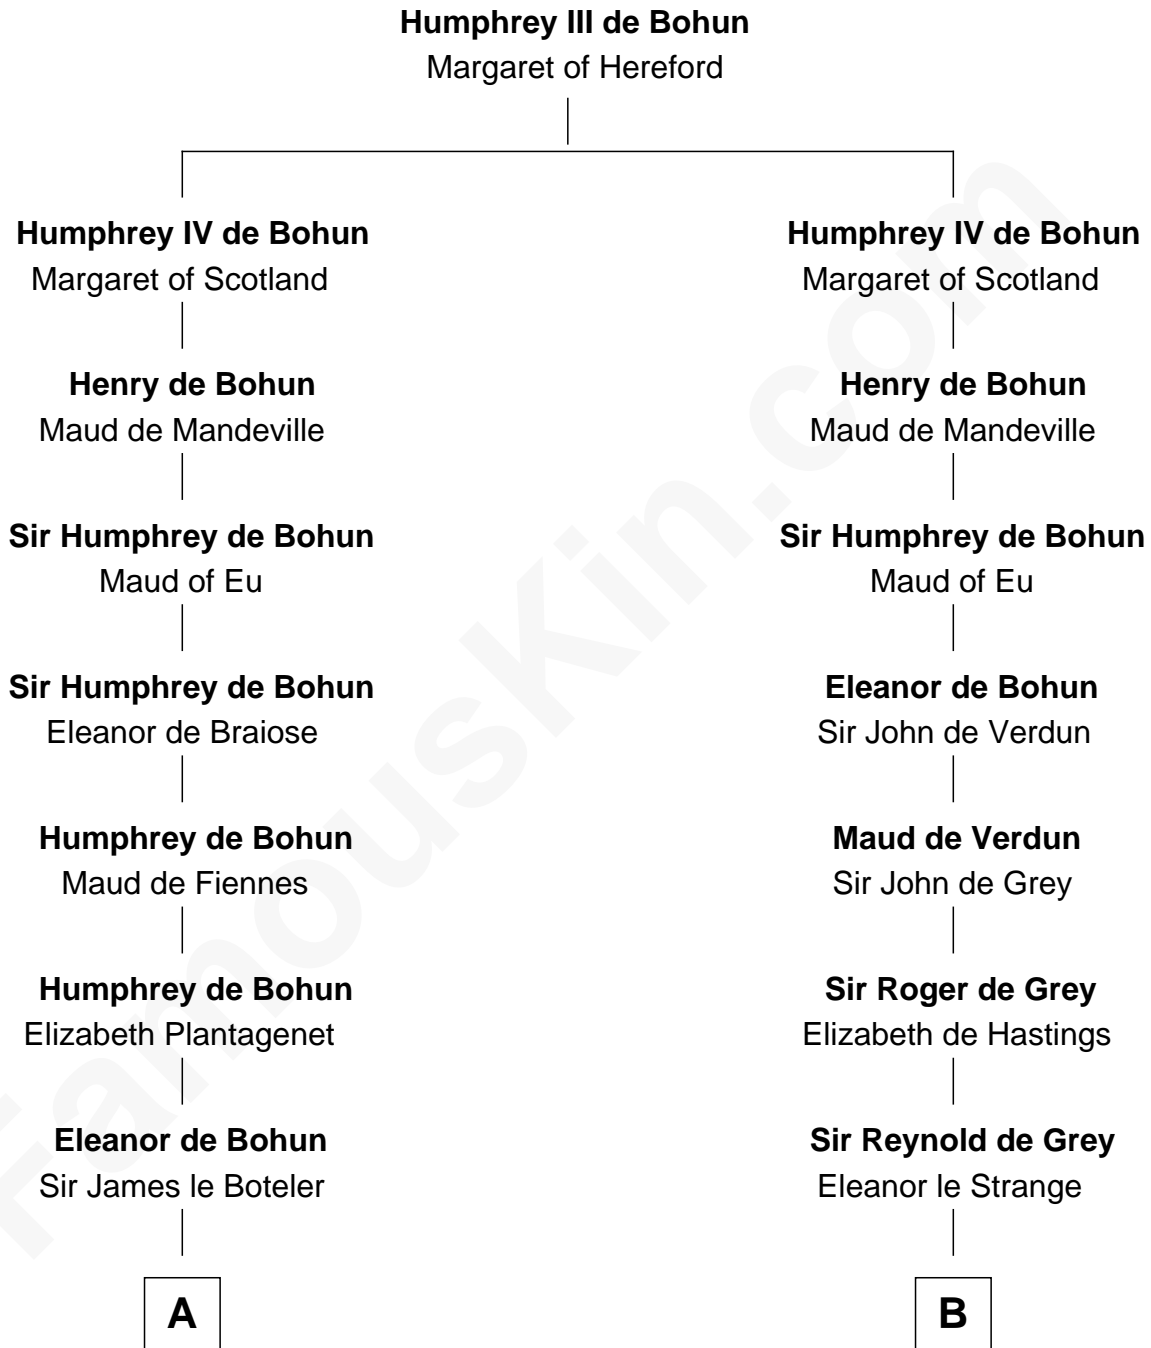 Humphrey III de Bohun
Margaret of Hereford
Humphrey IV de Bohun
Margaret of Scotland
Humphrey IV de Bohun
Margaret of Scotland
Henry de Bohun
Maud de Mandeville
Henry de Bohun
Maud de Mandeville
Sir Humphrey de Bohun
Maud of Eu
Sir Humphrey de Bohun
Maud of Eu
Sir Humphrey de Bohun
Eleanor de Braiose
Eleanor de Bohun
Sir John de Verdun
Humphrey de Bohun
Maud de Fiennes
Maud de Verdun
Sir John de Grey
Humphrey de Bohun
Elizabeth Plantagenet
Sir Roger de Grey
Elizabeth de Hastings
Eleanor de Bohun
Sir James le Boteler
Sir Reynold de Grey
Eleanor le Strange
A
B
FamousKin.com